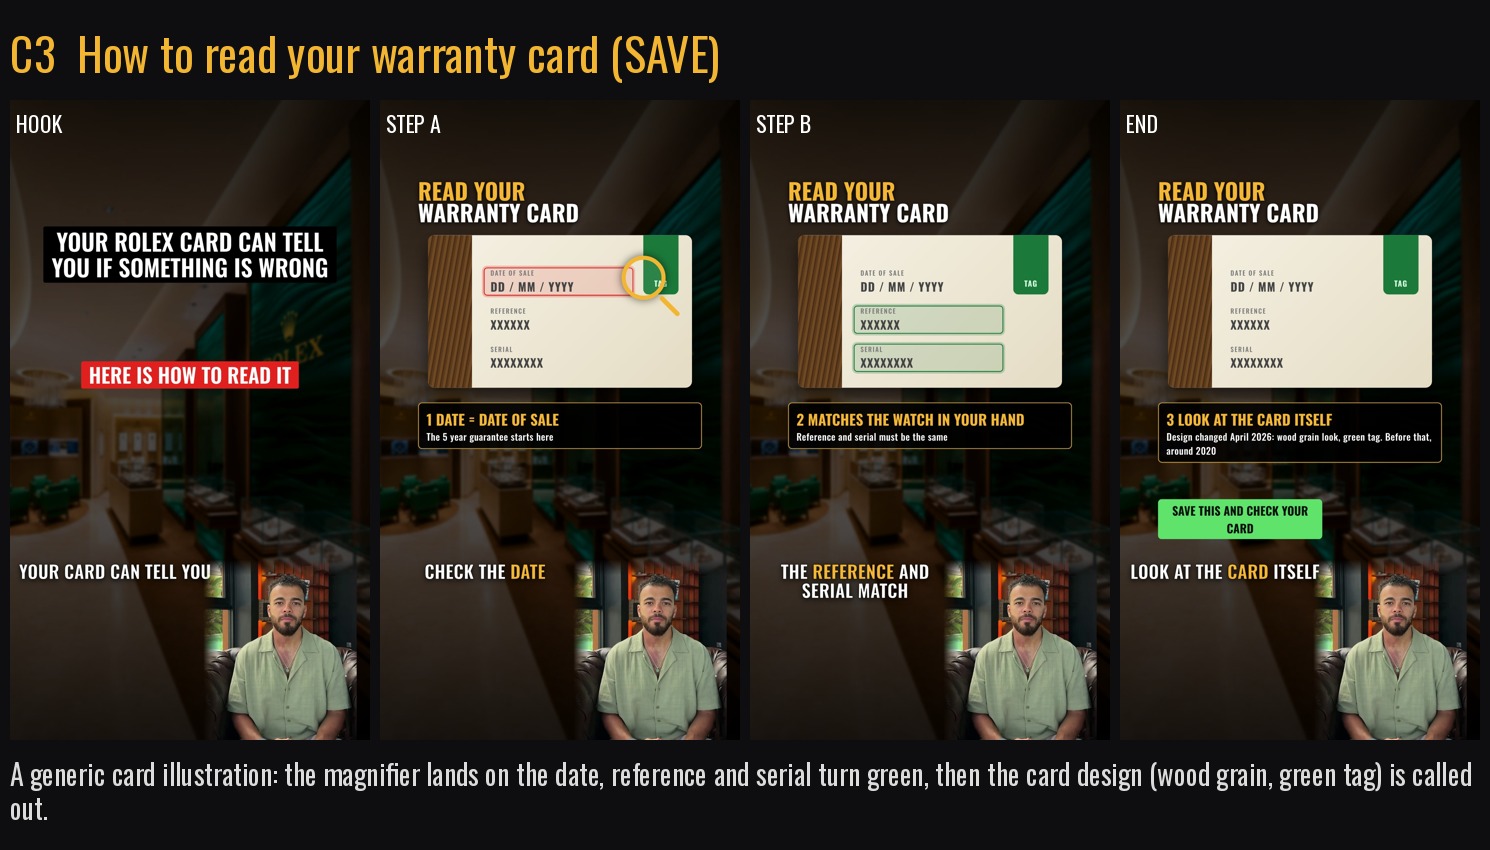 C3 How to read your warranty card (SAVE)
HOOK
YOUR ROLEX CARD CAN TELL
YOU IF SOMETHING IS WRONG
HERE IS HOW TO READ IT
YOUR CARD CAN TELL YOU
STEP A
READ YOUR
WARRANTY CARD
DATE OF SALE
DD / MM / YYYY
REFERENCE
XXXXXX
SERIAL
XXXXXXXX
TAG
1 DATE = DATE OF SALE
The 5 year guarantee starts here
CHECK THE DATE
STEP B
READ YOUR
WARRANTY CARD
DATE OF SALE
DD / MM / YYYY
REFERENCE
XXXXXX
SERIAL
XXXXXXXX
TAG
2 MATCHES THE WATCH IN YOUR HAND
Reference and serial must be the same
THE REFERENCE AND
SERIAL MATCH
END
READ YOUR
WARRANTY CARD
DATE OF SALE
DD / MM / YYYY
REFERENCE
XXXXXX
SERIAL
XXXXXXXX
TAG
3 LOOK AT THE CARD ITSELF
Design changed April 2026: wood grain look, green tag. Before that,
around 2020
SAVE THIS AND CHECK YOUR
CARD
LOOK AT THE CARD ITSELF
A generic card illustration: the magnifier lands on the date, reference and serial turn green, then the card design (wood grain, green tag) is called
out.